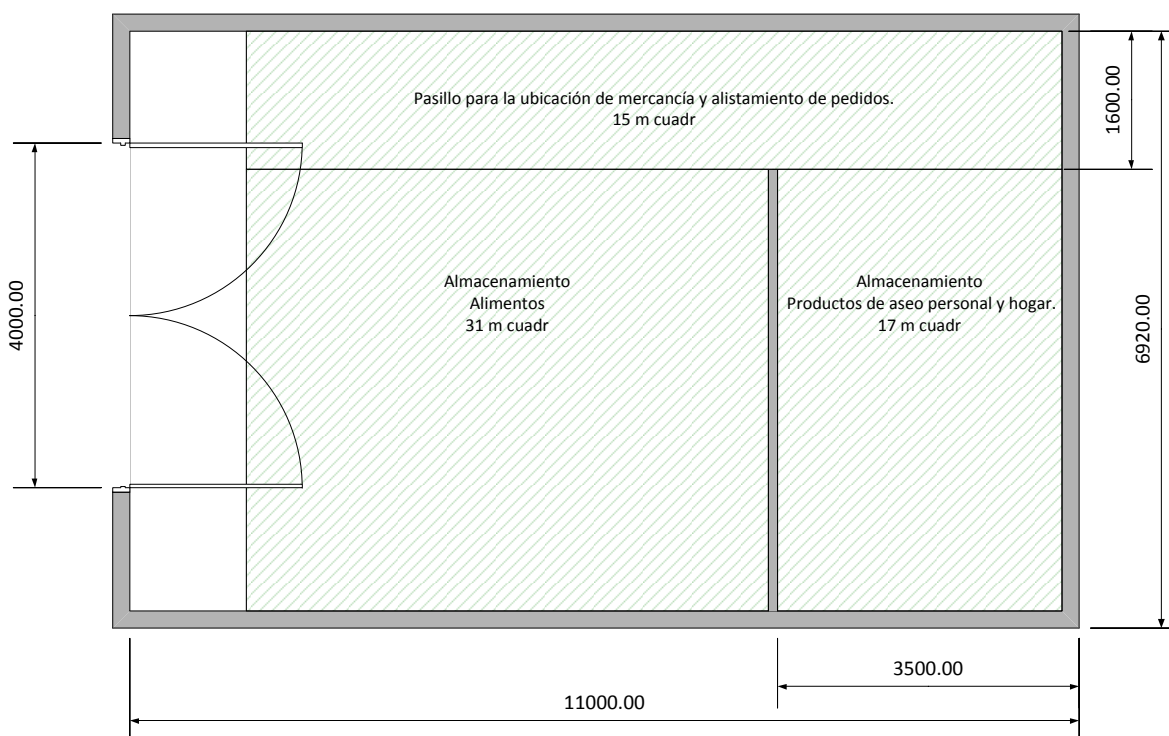 Pasillo para la ubicación de mercancía y alistamiento de pedidos.
15 m cuadr
1600.00
4000.00
Almacenamiento
Alimentos
31 m cuadr
Almacenamiento
Productos de aseo personal y hogar.
17 m cuadr
6920.00
3500.00
11000.00